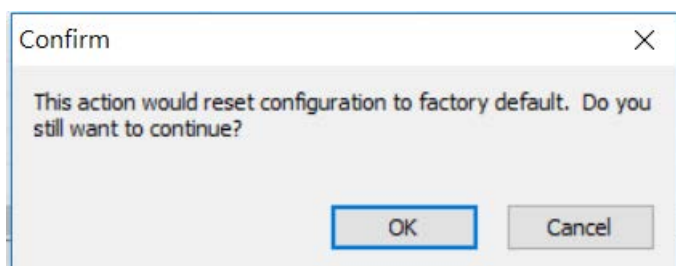 Confirm
This action would reset configuration to factory default. Do you
still want to continue?
OK
Cancel